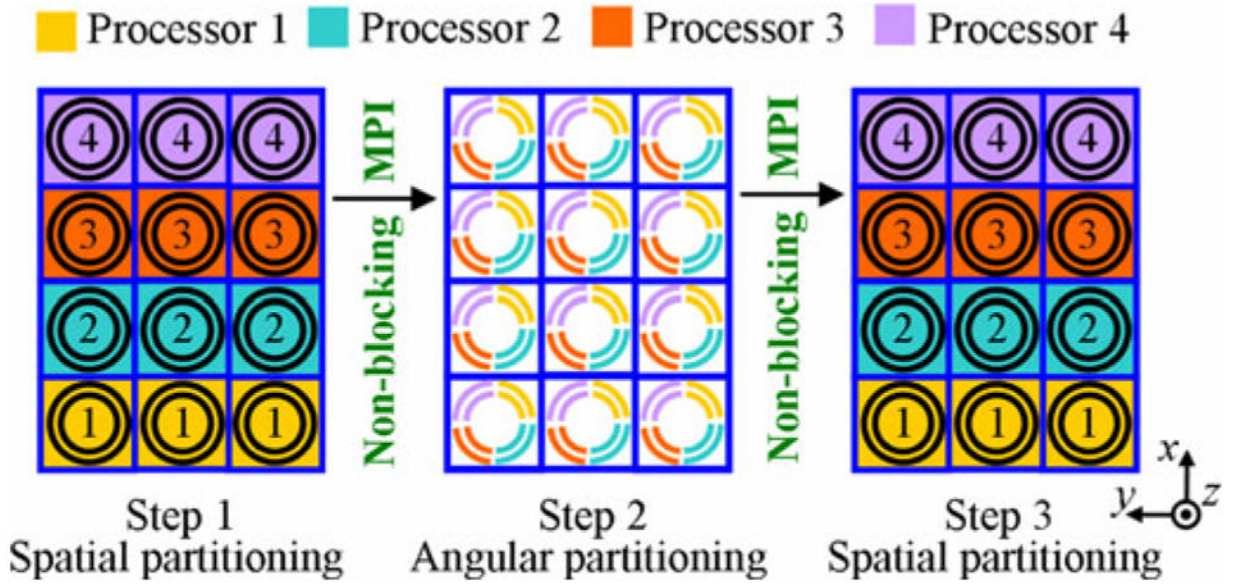 Processor 1 Processor 2 Processor 3 Processor 4
4 4 4
3 3 3
2 2 2
1 1 1
Non-blocking MPI
Non-blocking MPI
4 4 4
3 3 3
2 2 2
1 1 1
x
y z
Step 1
Spatial partitioning
Step 2
Angular partitioning
Step 3
Spatial partitioning